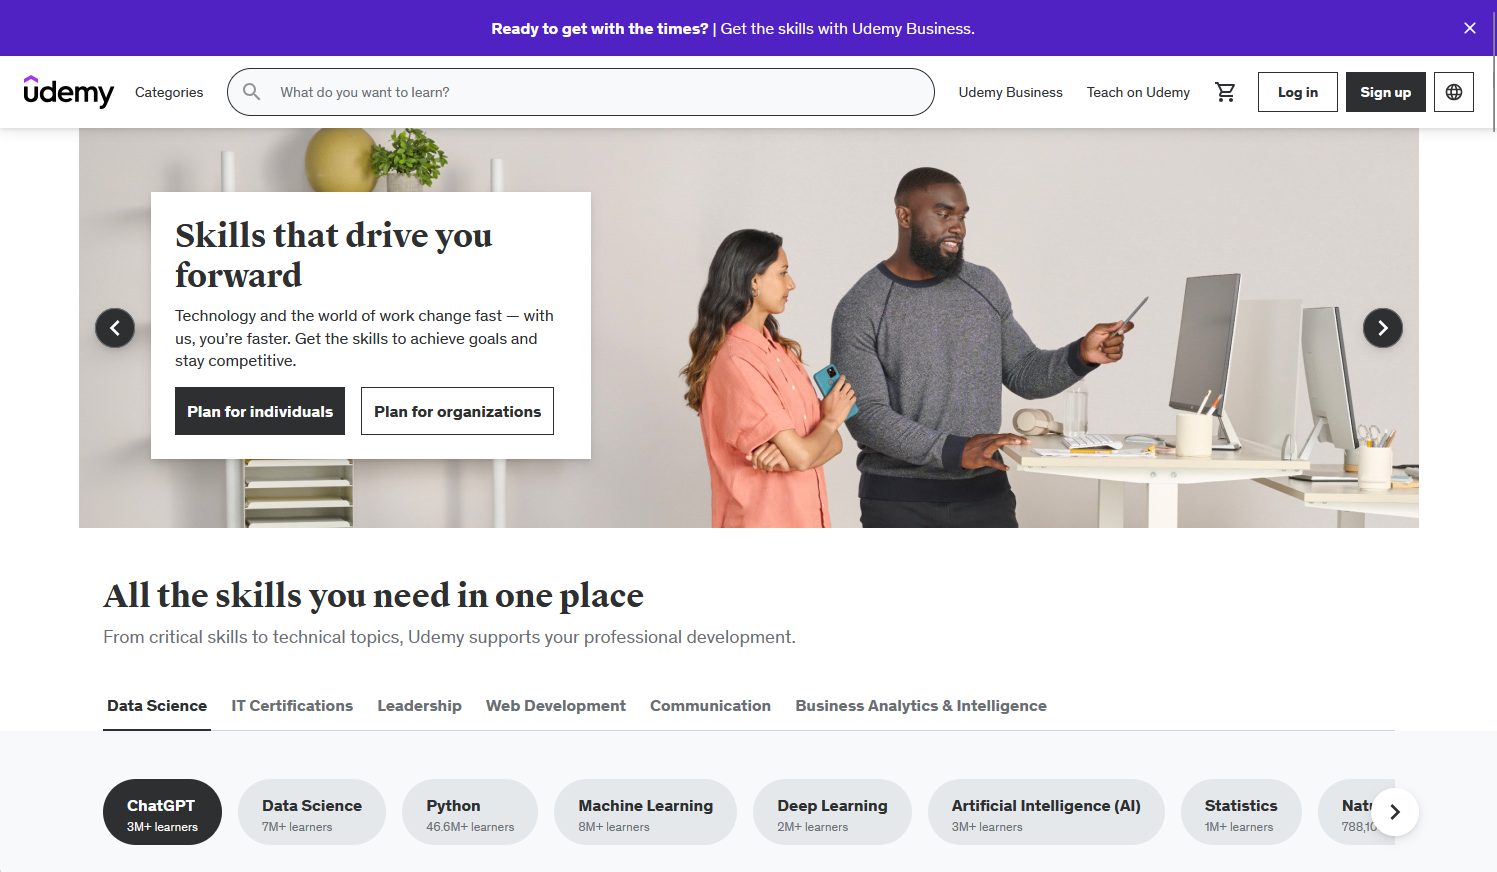 Ready to get with the times? | Get the skills with Udemy Business.
udemy
Categories
What do you want to learn?
Udemy Business
Teach on Udemy
Log in
Sign up
Skills that drive you
forward
Technology and the world of work change fast — with
us, you’re faster. Get the skills to achieve goals and
stay competitive.
Plan for individuals
Plan for organizations
All the skills you need in one place
From critical skills to technical topics, Udemy supports your professional development.
Data Science
IT Certifications
Leadership
Web Development
Communication
Business Analytics & Intelligence
ChatGPT
3M+ learners
Data Science
7M+ learners
Python
46.6M+ learners
Machine Learning
8M+ learners
Deep Learning
2M+ learners
Artificial Intelligence (AI)
3M+ learners
Statistics
1M+ learners